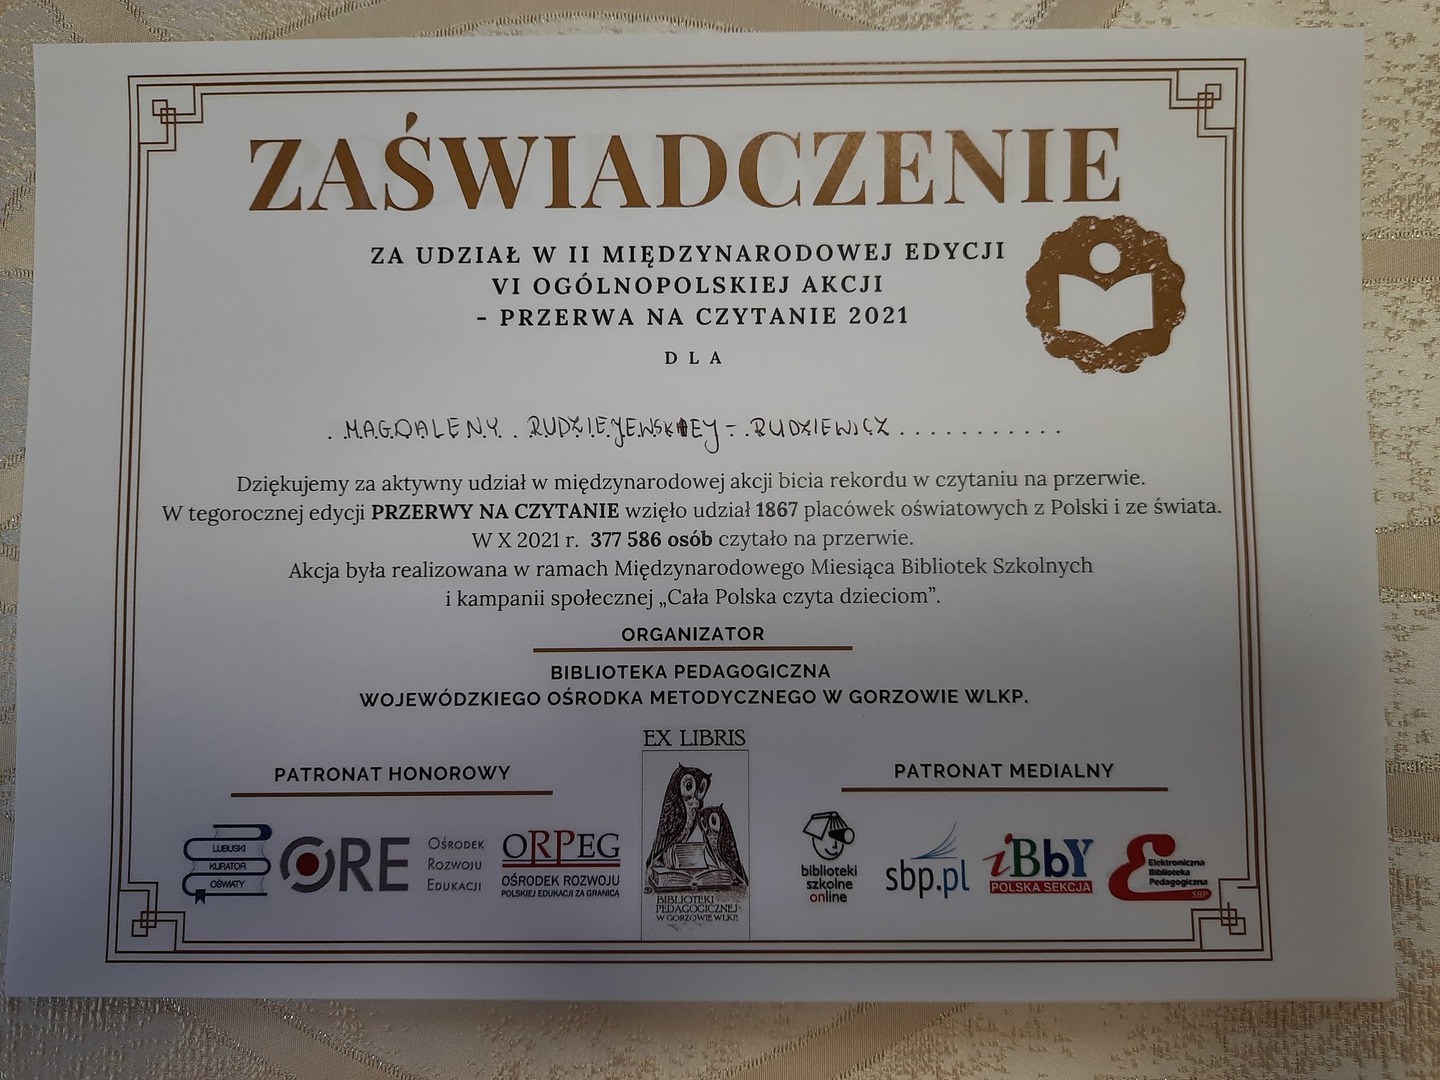 ZAŚWIADCZENIE
ZA UDZIAŁ W II MIĘDZYNARODOWEJ EDYCJI
VI OGÓLNOPOLSKIEJ AKCJI
- PRZERWA NA CZYTANIE 2021
DLA
MAGDALENY RUDZIEJEWSKIEJ - RUDZIEWICZ
Dziękujemy za aktywny udział w międzynarodowej akcji bicia rekordu w czytaniu na przerwie.
W tegorocznej edycji PRZERWY NA CZYTANIE wzięło udział 1867 placówek oświatowych z Polski i ze świata.
W X 2021 r. 377 586 osób czytało na przerwie.
Akcja była realizowana w ramach Międzynarodowego Miesiąca Bibliotek Szkolnych
i kampanii społecznej „Cała Polska czyta dzieciom”.
ORGANIZATOR
BIBLIOTEKA PEDAGOGICZNA
WOJEWÓDZKIEGO OŚRODKA METODYCZNEGO W GORZOWIE WLKP.
PATRONAT HONOROWY
LUBUSKI
KURATOR
OŚWIATY
ORE
OŚRODEK
ROZWOJU
EDUKACJI
ORPEG
OŚRODEK ROZWOJU
POLSKIEJ EDUKACJI ZA GRANICĄ
EX LIBRIS
BIBLIOTEKI
PEDAGOGICZNEJ
W GORZOWIE WLKP.
PATRONAT MEDIALNY
biblioteki
szkolne
online
sbp.pl
iBbY
POLSKA SEKCJA
Elektroniczna
Biblioteka
Pedagogiczna
SBP